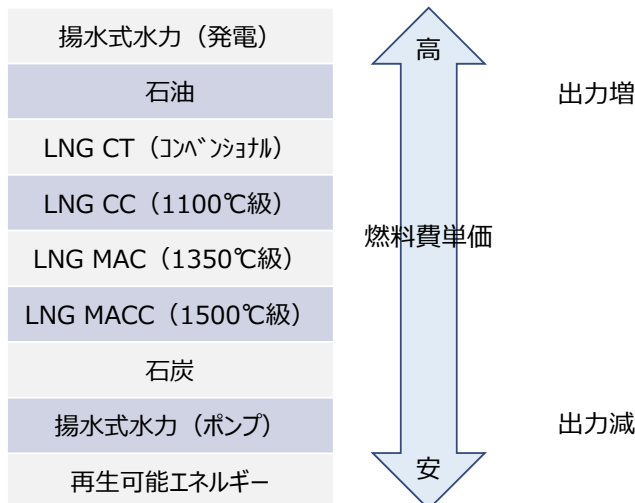 揚水式水力（発電）
石油
LNG CT（ｺﾝﾍﾞﾝｼｮﾅﾙ）
LNG CC（1100℃級）
LNG MAC（1350℃級）
LNG MACC（1500℃級）
石炭
揚水式水力（ポンプ）
再生可能エネルギー
高
燃料費単価
安
出力増
出力減